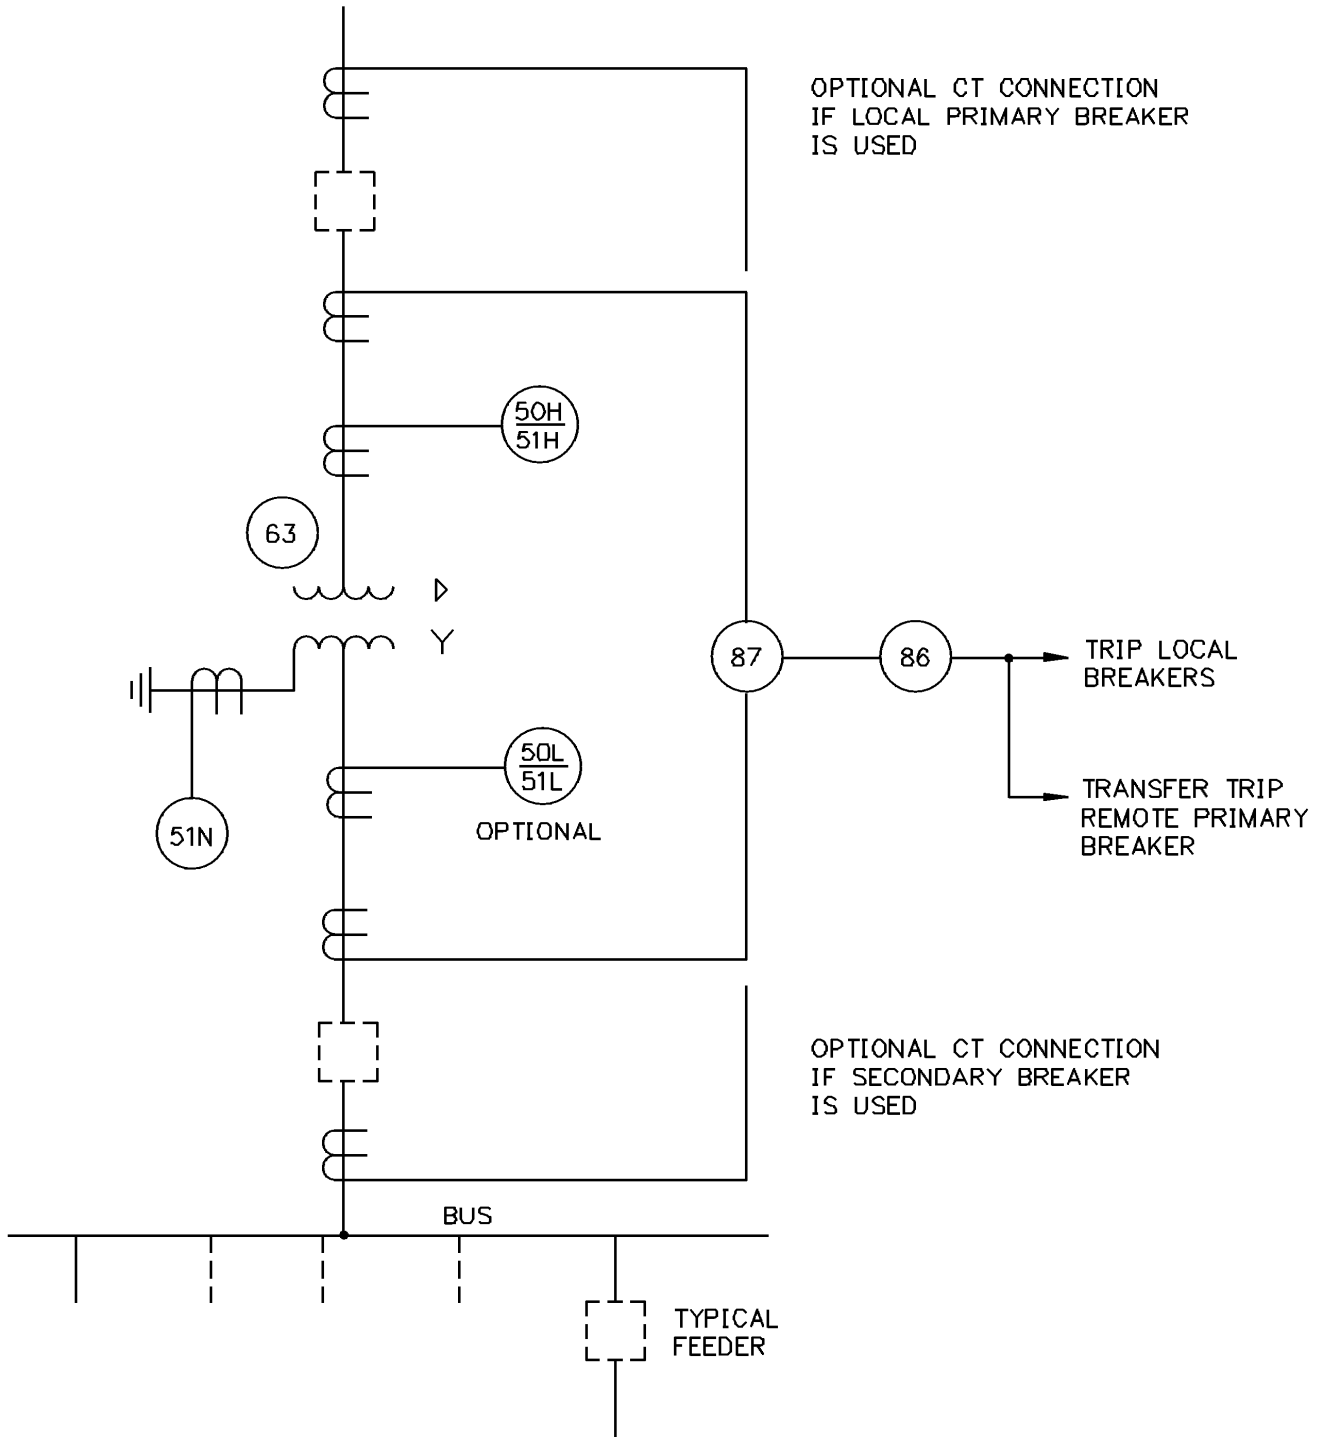 OPTIONAL CT CONNECTION
IF LOCAL PRIMARY BREAKER
IS USED
50H
51H
63
Y
87
86
TRIP LOCAL
BREAKERS
50L
51L
OPTIONAL
51N
TRANSFER TRIP
REMOTE PRIMARY
BREAKER
OPTIONAL CT CONNECTION
IF SECONDARY BREAKER
IS USED
BUS
TYPICAL
FEEDER